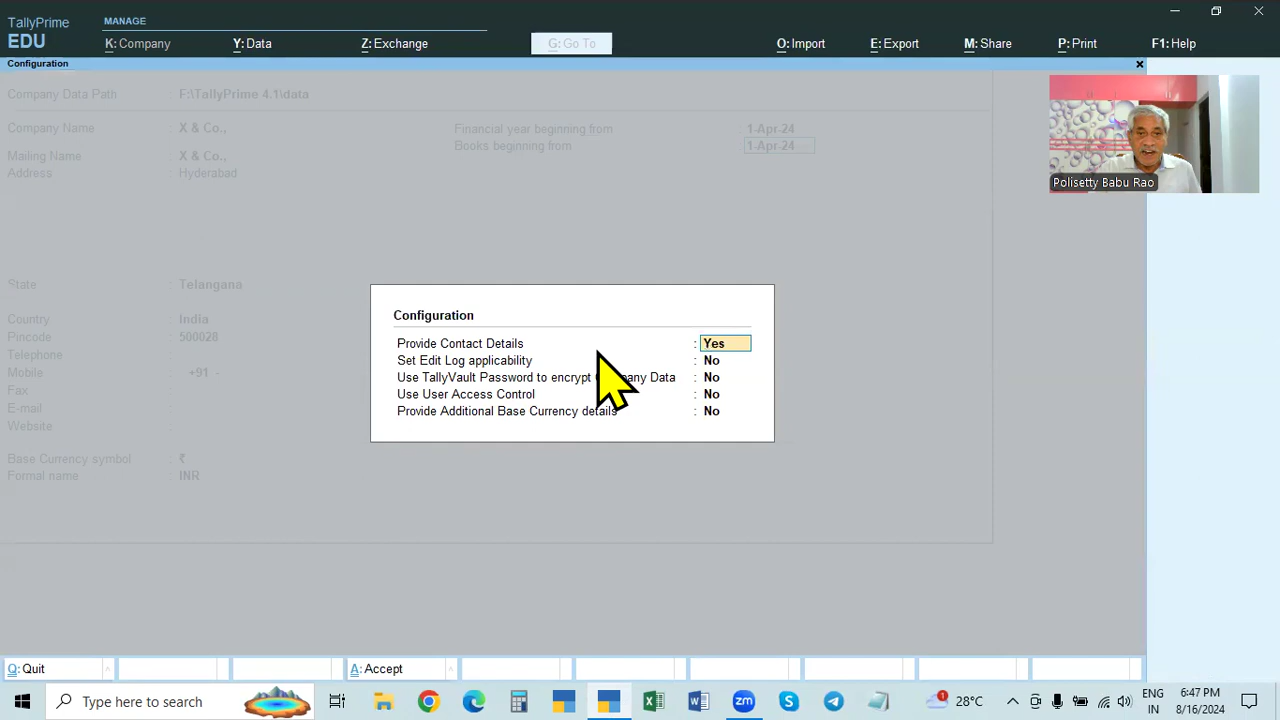 TallyPrime
EDU
MANAGE
K: Company
Y: Data
Z: Exchange
G: Go To
O: Import
E: Export
M: Share
P: Print
F1: Help
Configuration
Company Data Path F:\TallyPrime 4.1\data
Company Name X & Co.,
Financial year beginning from : 1-Apr-24
Books beginning from : 1-Apr-24
Mailing Name X & Co.,
Address Hyderabad
Polisetty Babu Rao
State : Telangana
Country India
Pincode : 500028
Telephone :
Mobile : +91 -
Fax
E-mail :
Website :
Base Currency symbol : ₹
Formal name : INR
Configuration
Provide Contact Details : Yes
Set Edit Log applicability : No
Use TallyVault Password to encrypt Data : No
Use User Access Control : No
Provide Additional Base Currency details : No
Q: Quit
A: Accept
Type here to search
28°C
ENG
IN
6:47 PM
8/16/2024